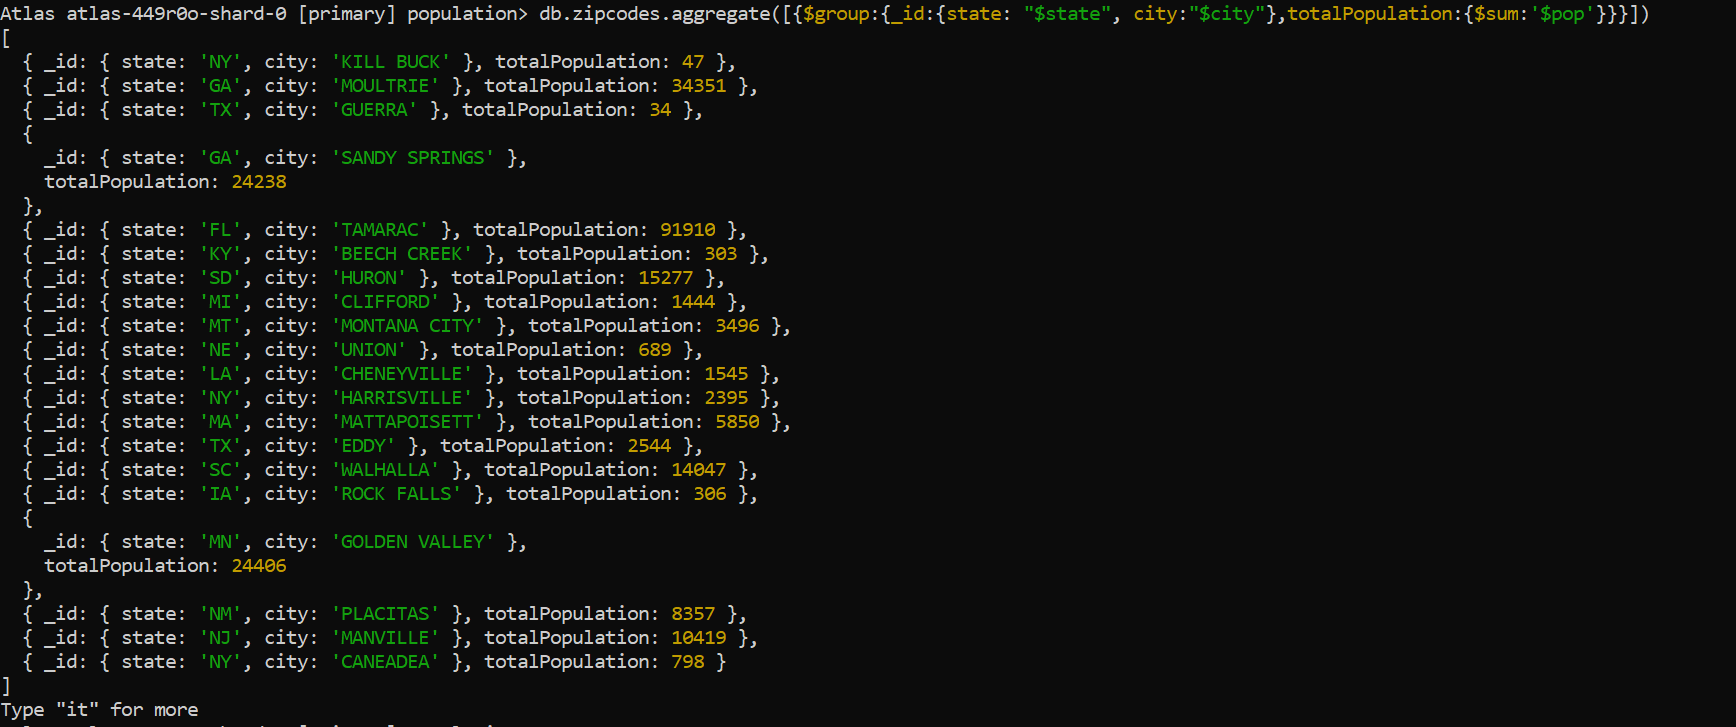 Atlas atlas-449r0o-shard-0 [primary] population> db.zipcodes.aggregate([{$group:{_id:{state: "$state", city:"$city"},totalPopulation:{$sum:'$pop'}}}])
[
  { _id: { state: 'NY', city: 'KILL BUCK' }, totalPopulation: 47 },
  { _id: { state: 'GA', city: 'MOULTRIE' }, totalPopulation: 34351 },
  { _id: { state: 'TX', city: 'GUERRA' }, totalPopulation: 34 },
  {
    _id: { state: 'GA', city: 'SANDY SPRINGS' },
    totalPopulation: 24238
  },
  { _id: { state: 'FL', city: 'TAMARAC' }, totalPopulation: 91910 },
  { _id: { state: 'KY', city: 'BEECH CREEK' }, totalPopulation: 303 },
  { _id: { state: 'SD', city: 'HURON' }, totalPopulation: 15277 },
  { _id: { state: 'MI', city: 'CLIFFORD' }, totalPopulation: 1444 },
  { _id: { state: 'MT', city: 'MONTANA CITY' }, totalPopulation: 3496 },
  { _id: { state: 'NE', city: 'UNION' }, totalPopulation: 689 },
  { _id: { state: 'LA', city: 'CHENEYVILLE' }, totalPopulation: 1545 },
  { _id: { state: 'NY', city: 'HARRISVILLE' }, totalPopulation: 2395 },
  { _id: { state: 'MA', city: 'MATTAPOISETT' }, totalPopulation: 5850 },
  { _id: { state: 'TX', city: 'EDDY' }, totalPopulation: 2544 },
  { _id: { state: 'SC', city: 'WALHALLA' }, totalPopulation: 14047 },
  { _id: { state: 'IA', city: 'ROCK FALLS' }, totalPopulation: 306 },
  {
    _id: { state: 'MN', city: 'GOLDEN VALLEY' },
    totalPopulation: 24406
  },
  { _id: { state: 'NM', city: 'PLACITAS' }, totalPopulation: 8357 },
  { _id: { state: 'NJ', city: 'MANVILLE' }, totalPopulation: 10419 },
  { _id: { state: 'NY', city: 'CANEADEA' }, totalPopulation: 798 }
]
Type "it" for more